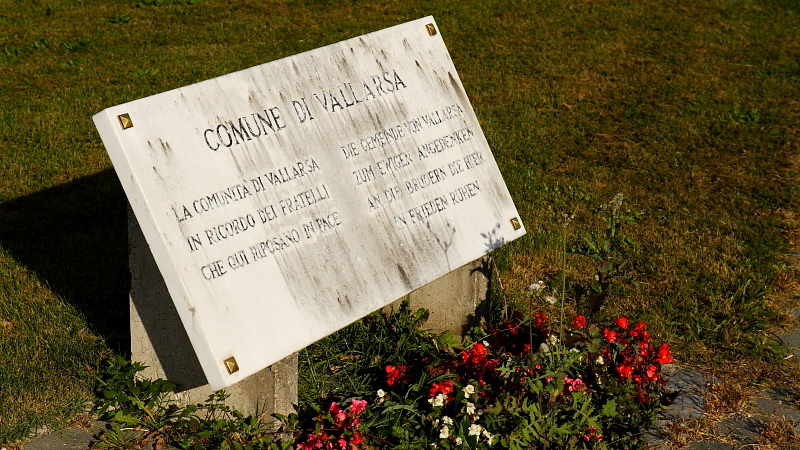 COMUNE DI VALLARSA
LA COMUNITÀ DI VALLARSA
IN RICORDO DEI FRATELLI
CHE QUI RIPOSANO IN PACE
DIE GEMEINDE VON VALLARSA
ZUM EWIGEN ANGEDENKEN
AN DIE BRÜDERN DIE HIER
IN FRIEDEN RUHEN